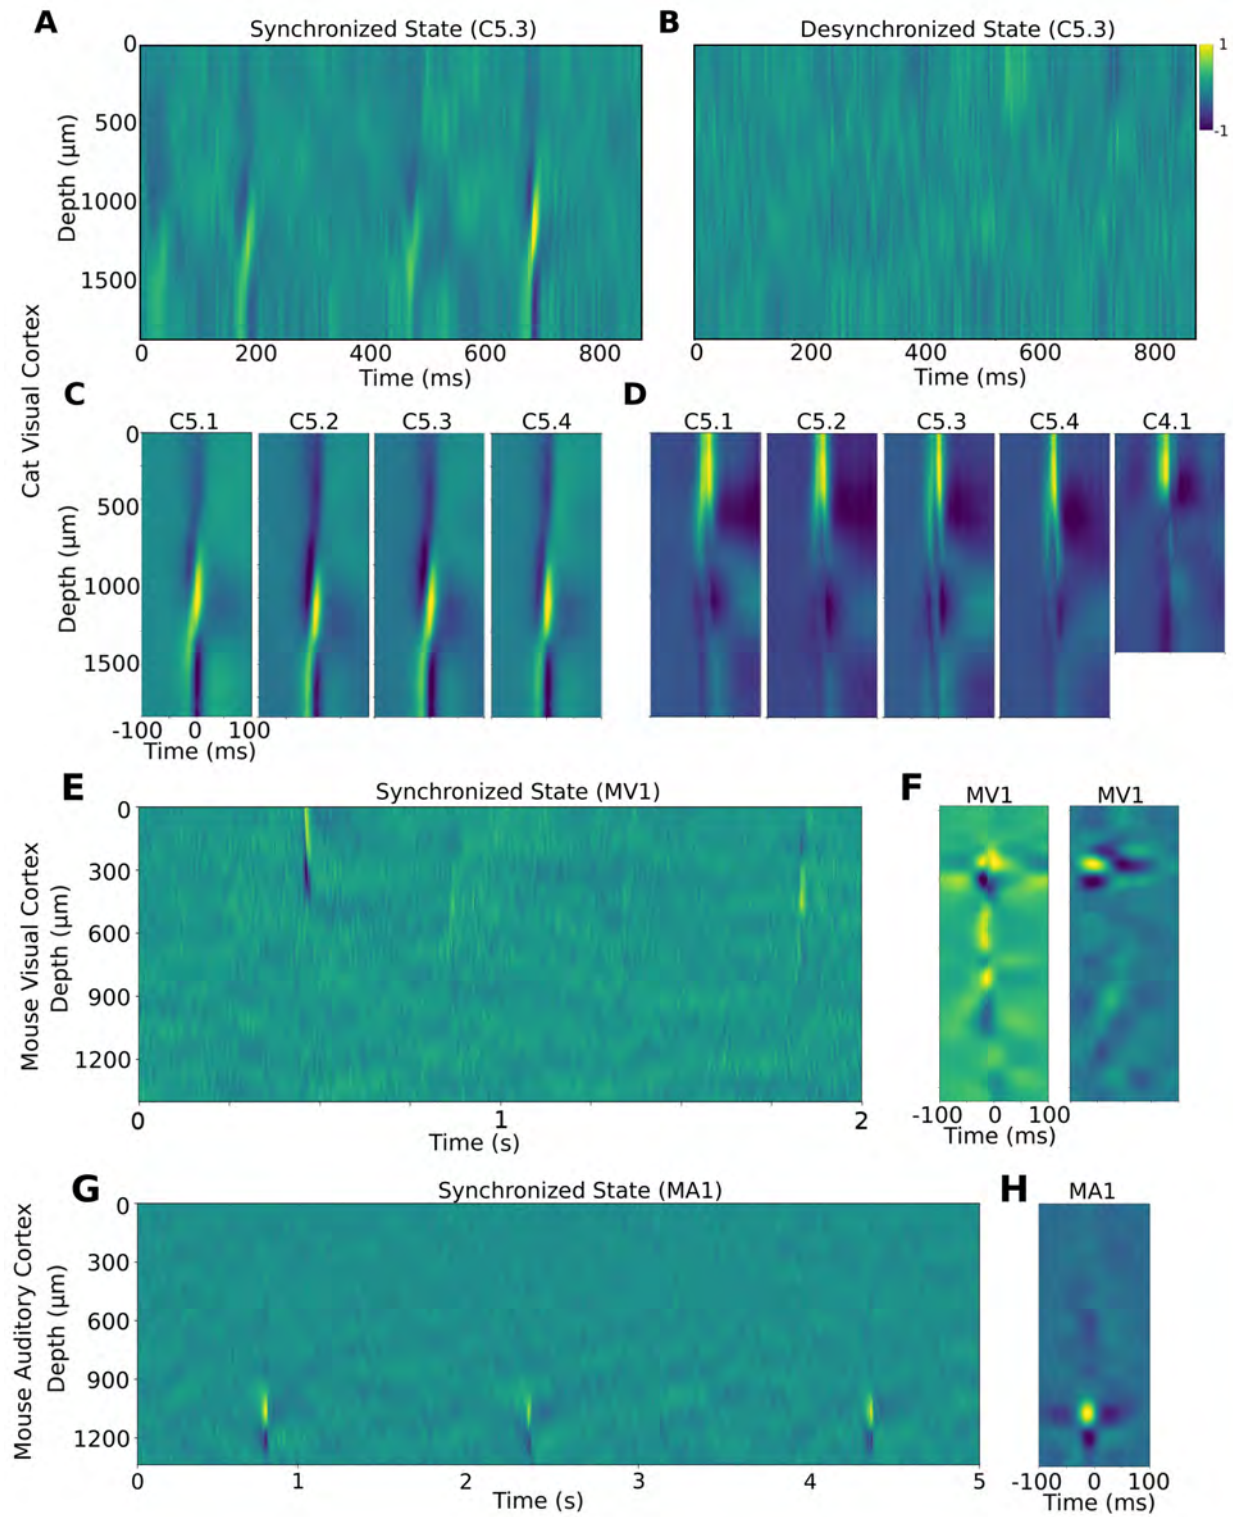 A
Synchronized State (C5.3)
B
Desynchronized State (C5.3)
1
-1
0
500
1000
1500
Depth (μm)
0 200 400 600 800
Time (ms)
0 200 400 600 800
Time (ms)
Cat Visual Cortex
C
C5.1 C5.2 C5.3 C5.4
0
500
1000
1500
Depth (μm)
-100 0 100
Time (ms)
D
C5.1 C5.2 C5.3 C5.4 C4.1
E
Synchronized State (MV1)
Mouse Visual Cortex
Depth (μm)
0
300
600
900
1200
0 1 2
Time (s)
F
MV1 MV1
-100 0 100
Time (ms)
G
Synchronized State (MA1)
Mouse Auditory Cortex
Depth (μm)
0
300
600
900
1200
0 1 2 3 4 5
Time (s)
H
MA1
-100 0 100
Time (ms)